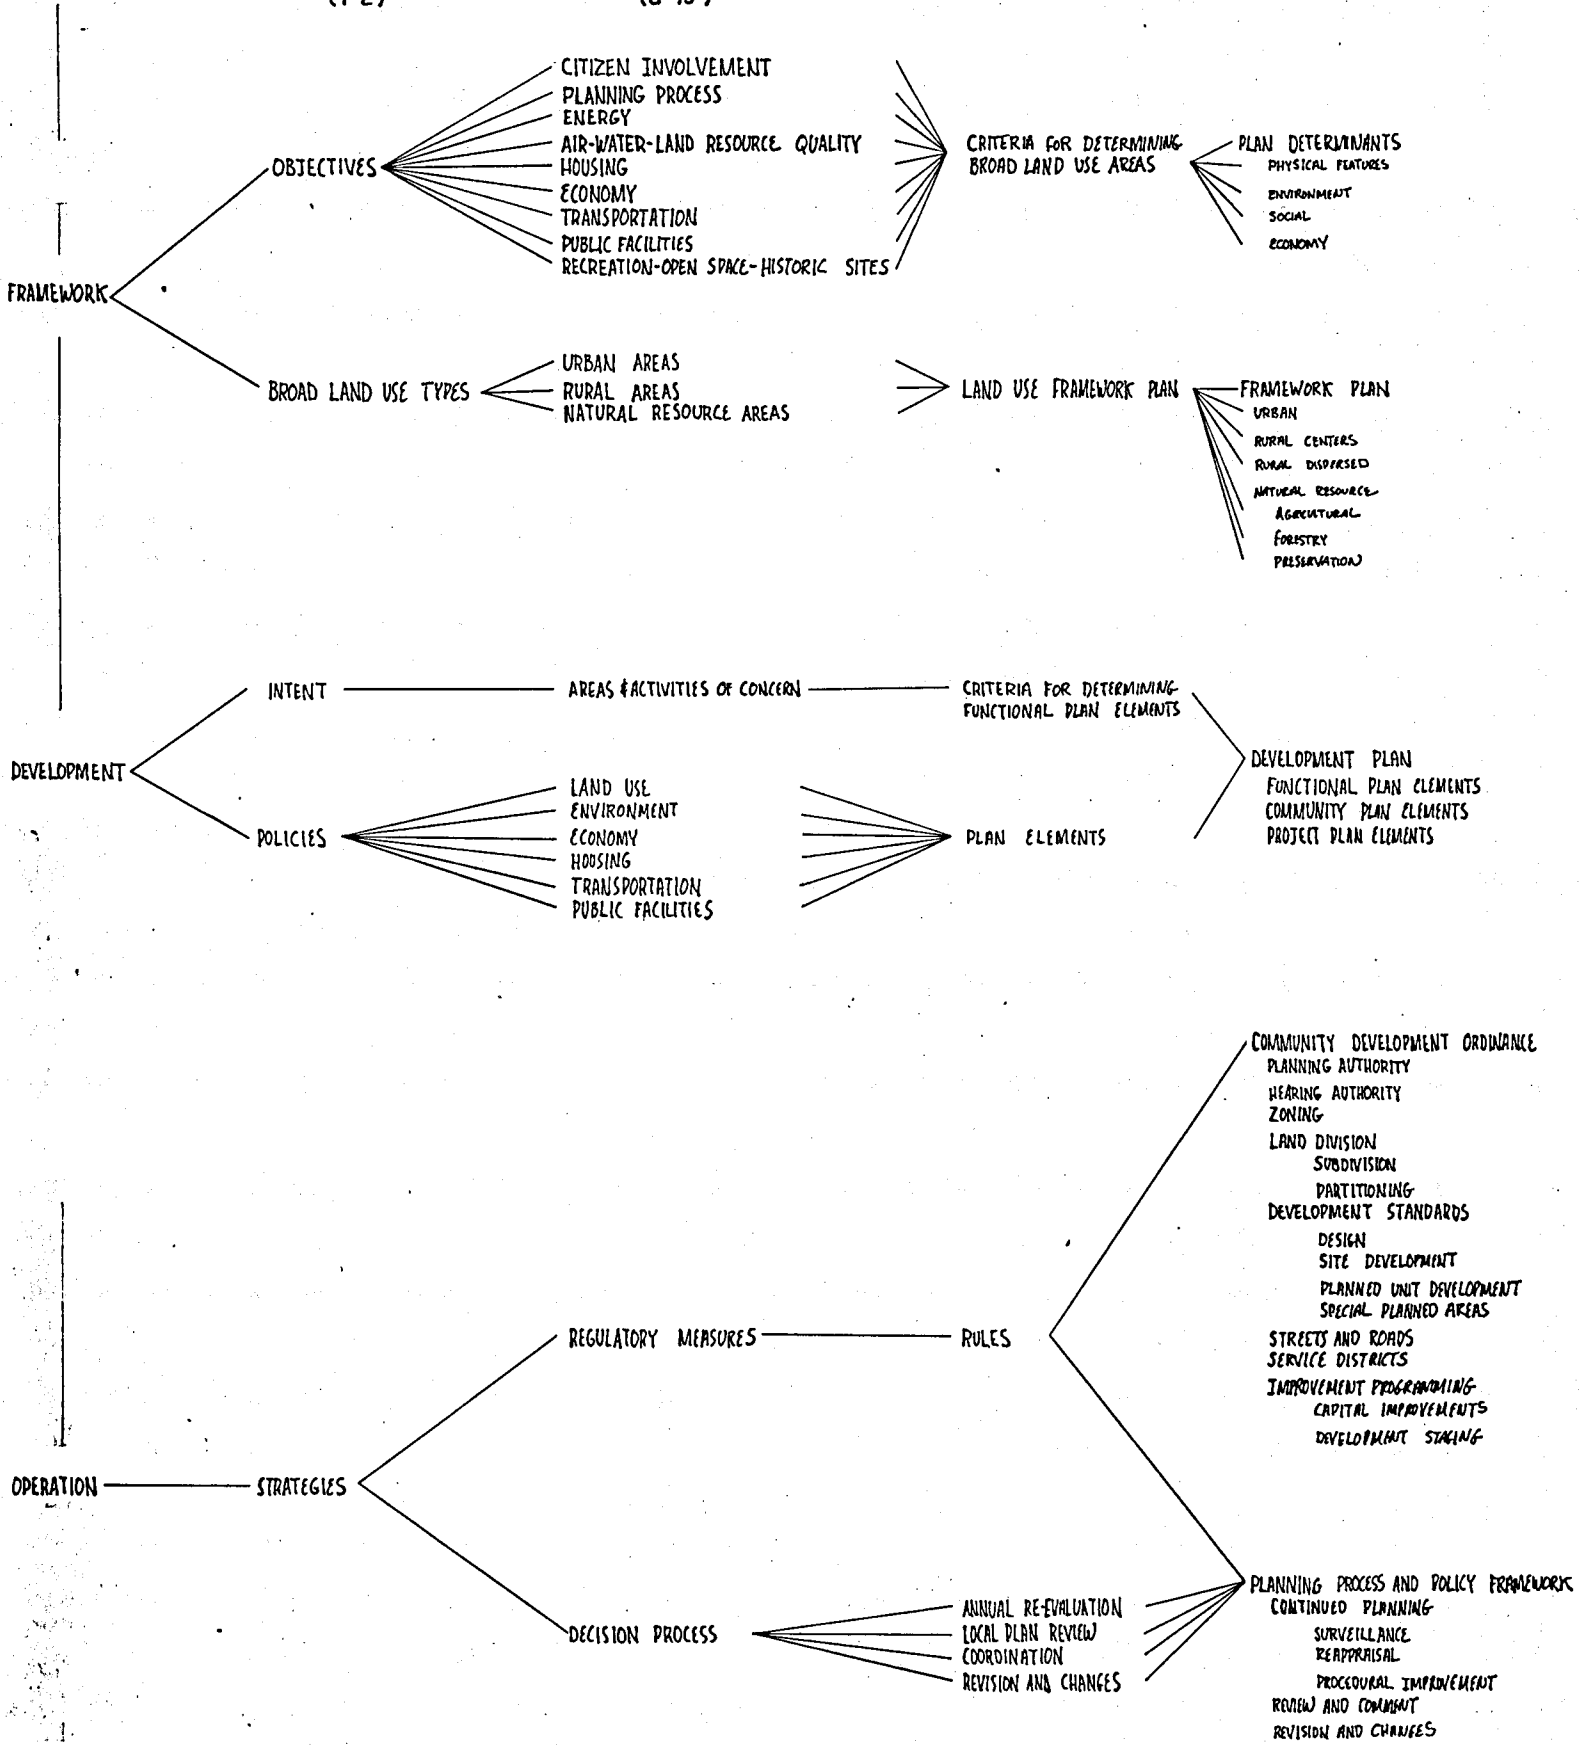 CITIZEN INVOLVEMENT
PLANNING PROCESS
ENERGY
AIR-WATER-LAND RESOURCE QUALITY
HOUSING
ECONOMY
TRANSPORTATION
PUBLIC FACILITIES
RECREATION-OPEN SPACE-HISTORIC SITES
OBJECTIVES
CRITERIA FOR DETERMINING
BROAD LAND USE AREAS
PLAN DETERMINANTS
PHYSICAL FEATURES
ENVIRONMENT
SOCIAL
ECONOMY
FRAMEWORK
BROAD LAND USE TYPES
URBAN AREAS
RURAL AREAS
NATURAL RESOURCE AREAS
LAND USE FRAMEWORK PLAN
FRAMEWORK PLAN
URBAN
RURAL CENTERS
RURAL DISPERSED
NATURAL RESOURCE
AGRICUTURAL
FORESTRY
PRESERVATION
INTENT
AREAS & ACTIVITIES OF CONCERN
CRITERIA FOR DETERMINING
FUNCTIONAL PLAN ELEMENTS
DEVELOPMENT
DEVELOPMENT PLAN
FUNCTIONAL PLAN ELEMENTS
COMMUNITY PLAN ELEMENTS
PROJECT PLAN ELEMENTS
POLICIES
LAND USE
ENVIRONMENT
ECONOMY
HOUSING
TRANSPORTATION
PUBLIC FACILITIES
PLAN ELEMENTS
COMMUNITY DEVELOPMENT ORDINANCE
PLANNING AUTHORITY
HEARING AUTHORITY
ZONING
LAND DIVISION
SUBDIVISION
PARTITIONING
DEVELOPMENT STANDARDS
DESIGN
SITE DEVELOPMENT
PLANNED UNIT DEVELOPMENT
SPECIAL PLANNED AREAS
STREETS AND ROADS
SERVICE DISTRICTS
IMPROVEMENT PROGRAMMING
CAPITAL IMPROVEMENTS
DEVELOPMENT STAGING
REGULATORY MEASURES
RULES
OPERATION
STRATEGIES
DECISION PROCESS
ANNUAL RE-EVALUATION
LOCAL PLAN REVIEW
COORDINATION
REVISION AND CHANGES
PLANNING PROCESS AND POLICY FRAMEWORK
CONTINUED PLANNING
SURVEILLANCE
REAPPRAISAL
PROCEDURAL IMPROVEMENT
REVIEW AND COMMENT
REVISION AND CHANGES